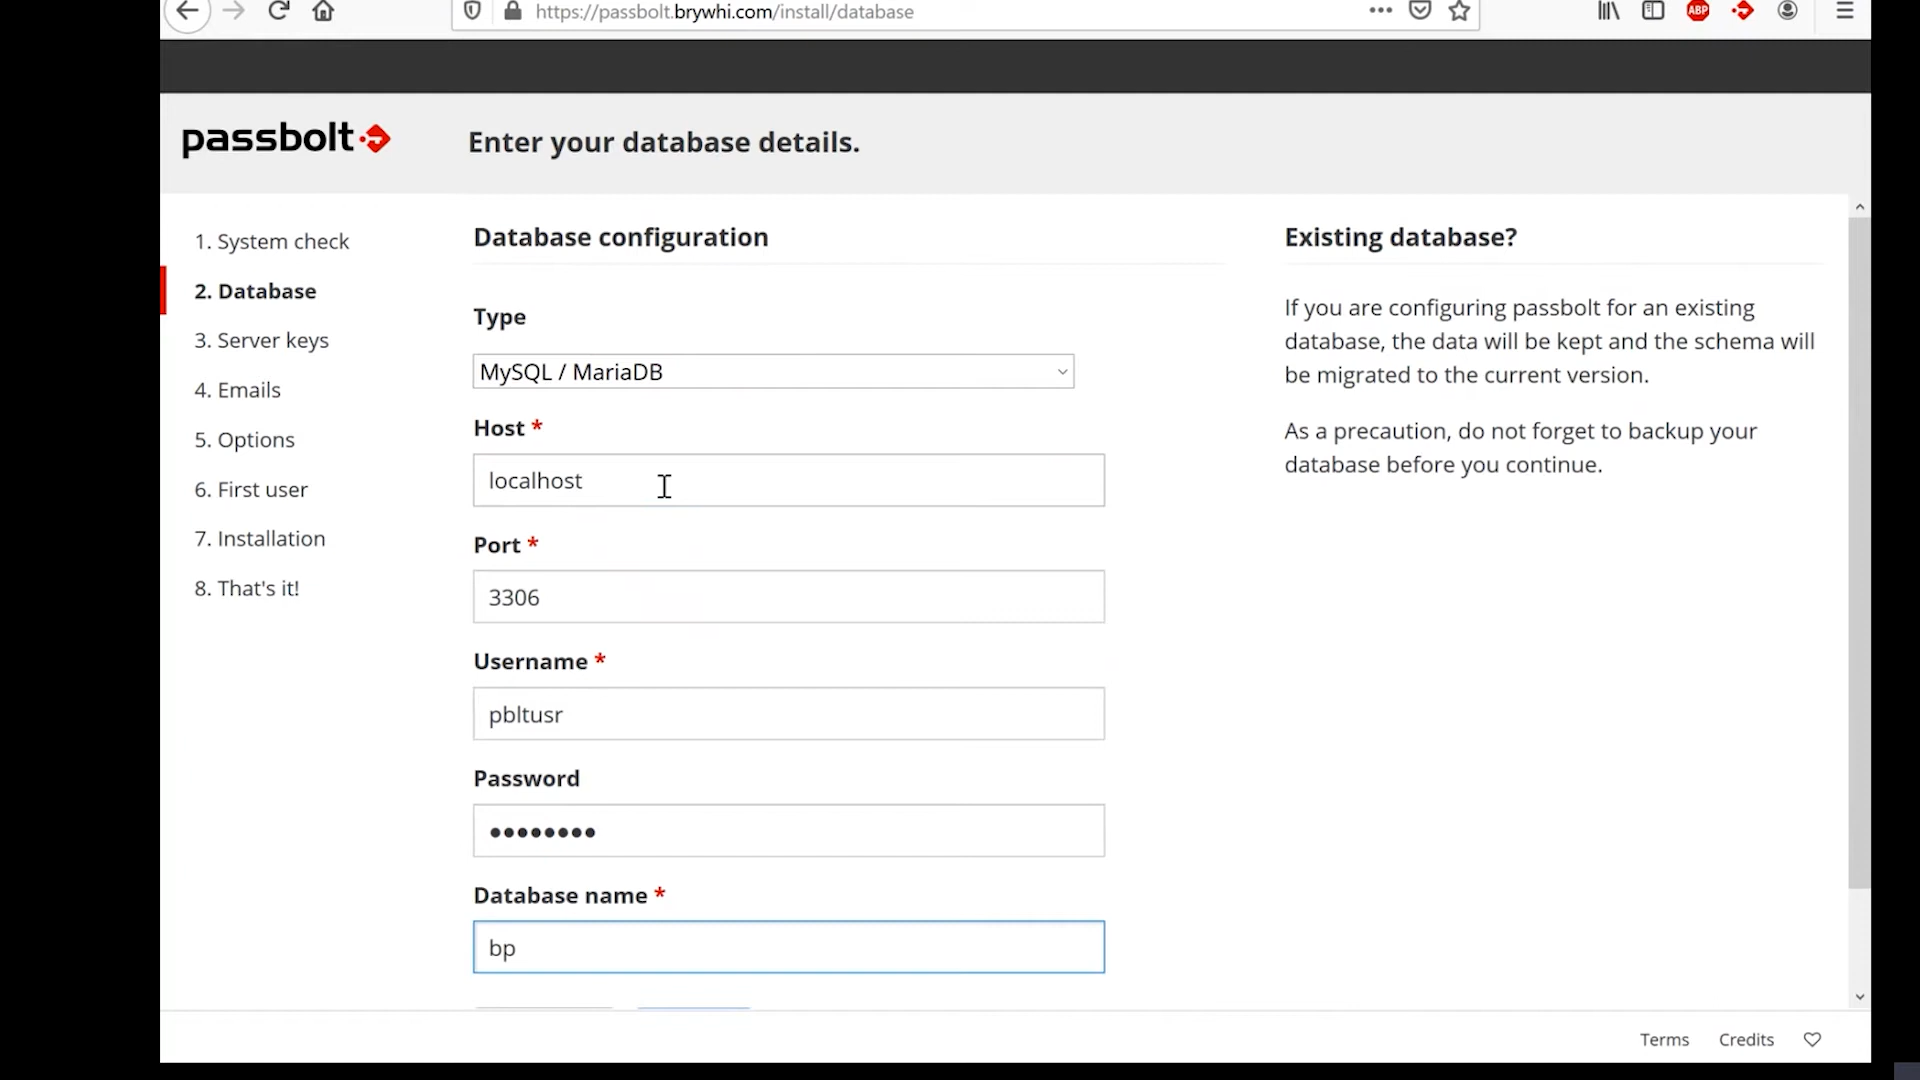 https://passbolt.brywhi.com/install/database
ABP
passbolt
Enter your database details.
1. System check
2. Database
3. Server keys
4. Emails
5. Options
6. First user
7. Installation
8. That's it!
Database configuration
Type
MySQL / MariaDB
Host *
localhost
Port *
3306
Username *
pbltusr
Password
••••••••
Database name *
bp
Existing database?
If you are configuring passbolt for an existing
database, the data will be kept and the schema will
be migrated to the current version.
As a precaution, do not forget to backup your
database before you continue.
Terms
Credits